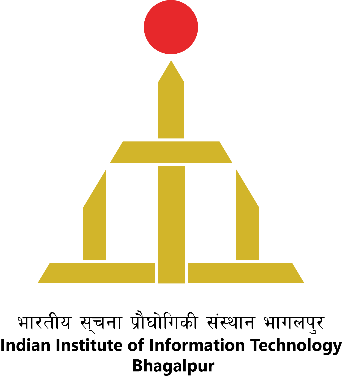 भारतीय सूचना प्रौघोगिकी संस्थान भागलपुर
Indian Institute of Information Technology
Bhagalpur